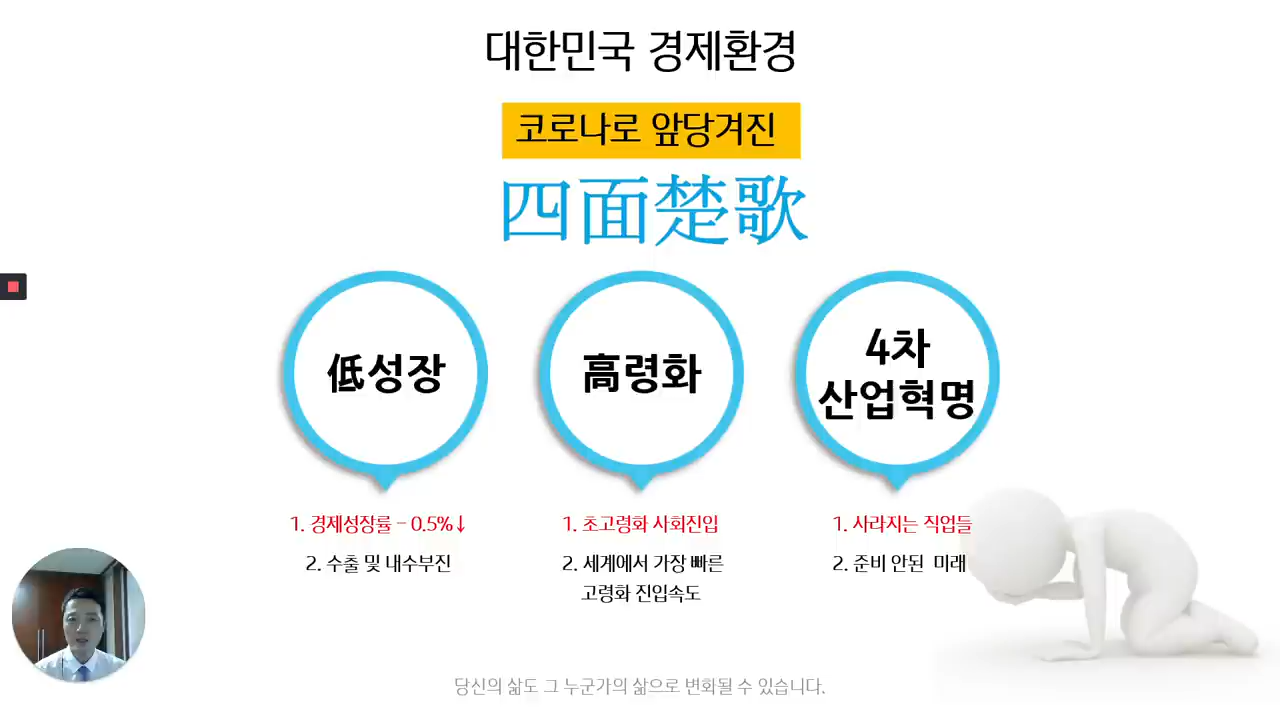 대한민국 경제환경
코로나로 앞당겨진
四面楚歌
低성장
高령화
4차
산업혁명
1. 경제성장률 – 0.5%↓
2. 수출 및 내수부진
1. 초고령화 사회진입
2. 세계에서 가장 빠른
고령화 진입속도
1. 사라지는 직업들
2. 준비 안된 미래
당신의 삶도 그 누군가의 삶으로 변화될 수 있습니다.